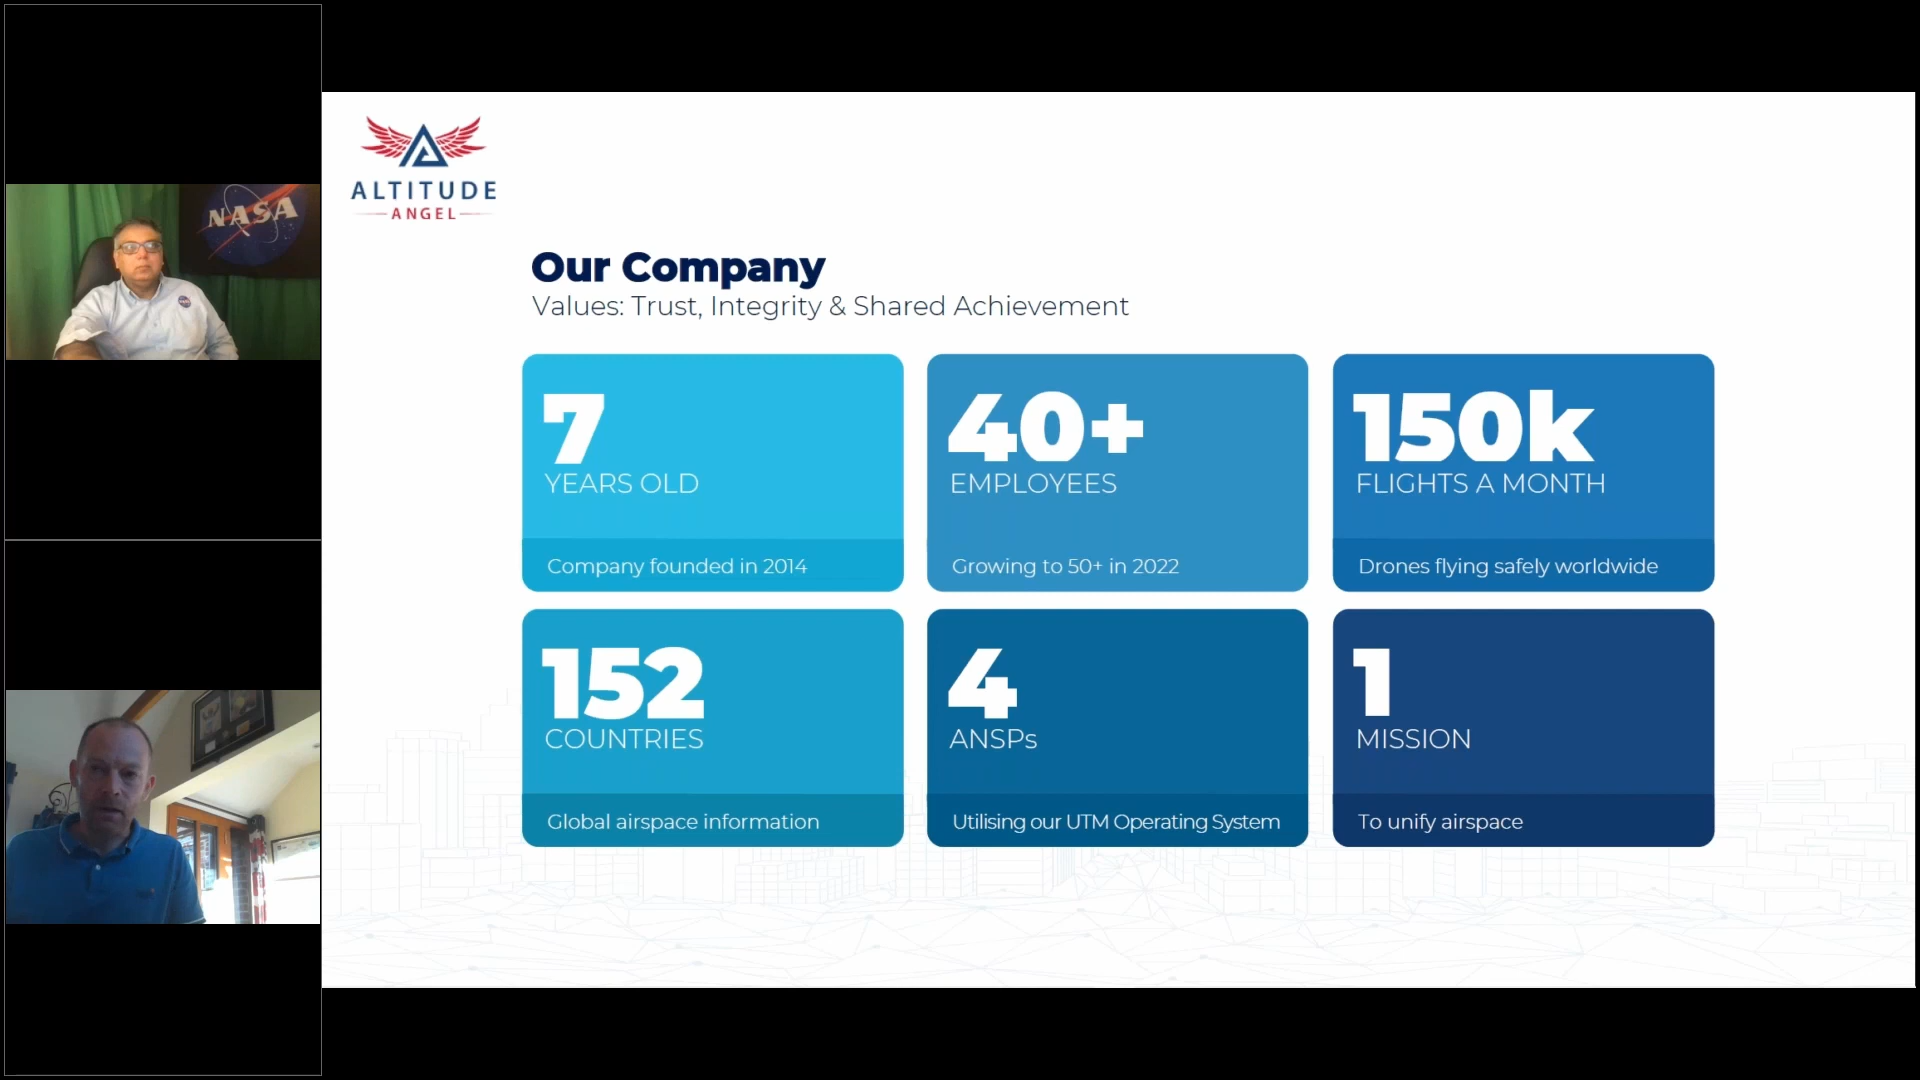 NASA
ALTITUDE
ANGEL
Our Company
Values: Trust, Integrity & Shared Achievement
7
YEARS OLD
Company founded in 2014
40+
EMPLOYEES
Growing to 50+ in 2022
150k
FLIGHTS A MONTH
Drones flying safely worldwide
152
COUNTRIES
Global airspace information
4
ANSPs
Utilising our UTM Operating System
1
MISSION
To unify airspace